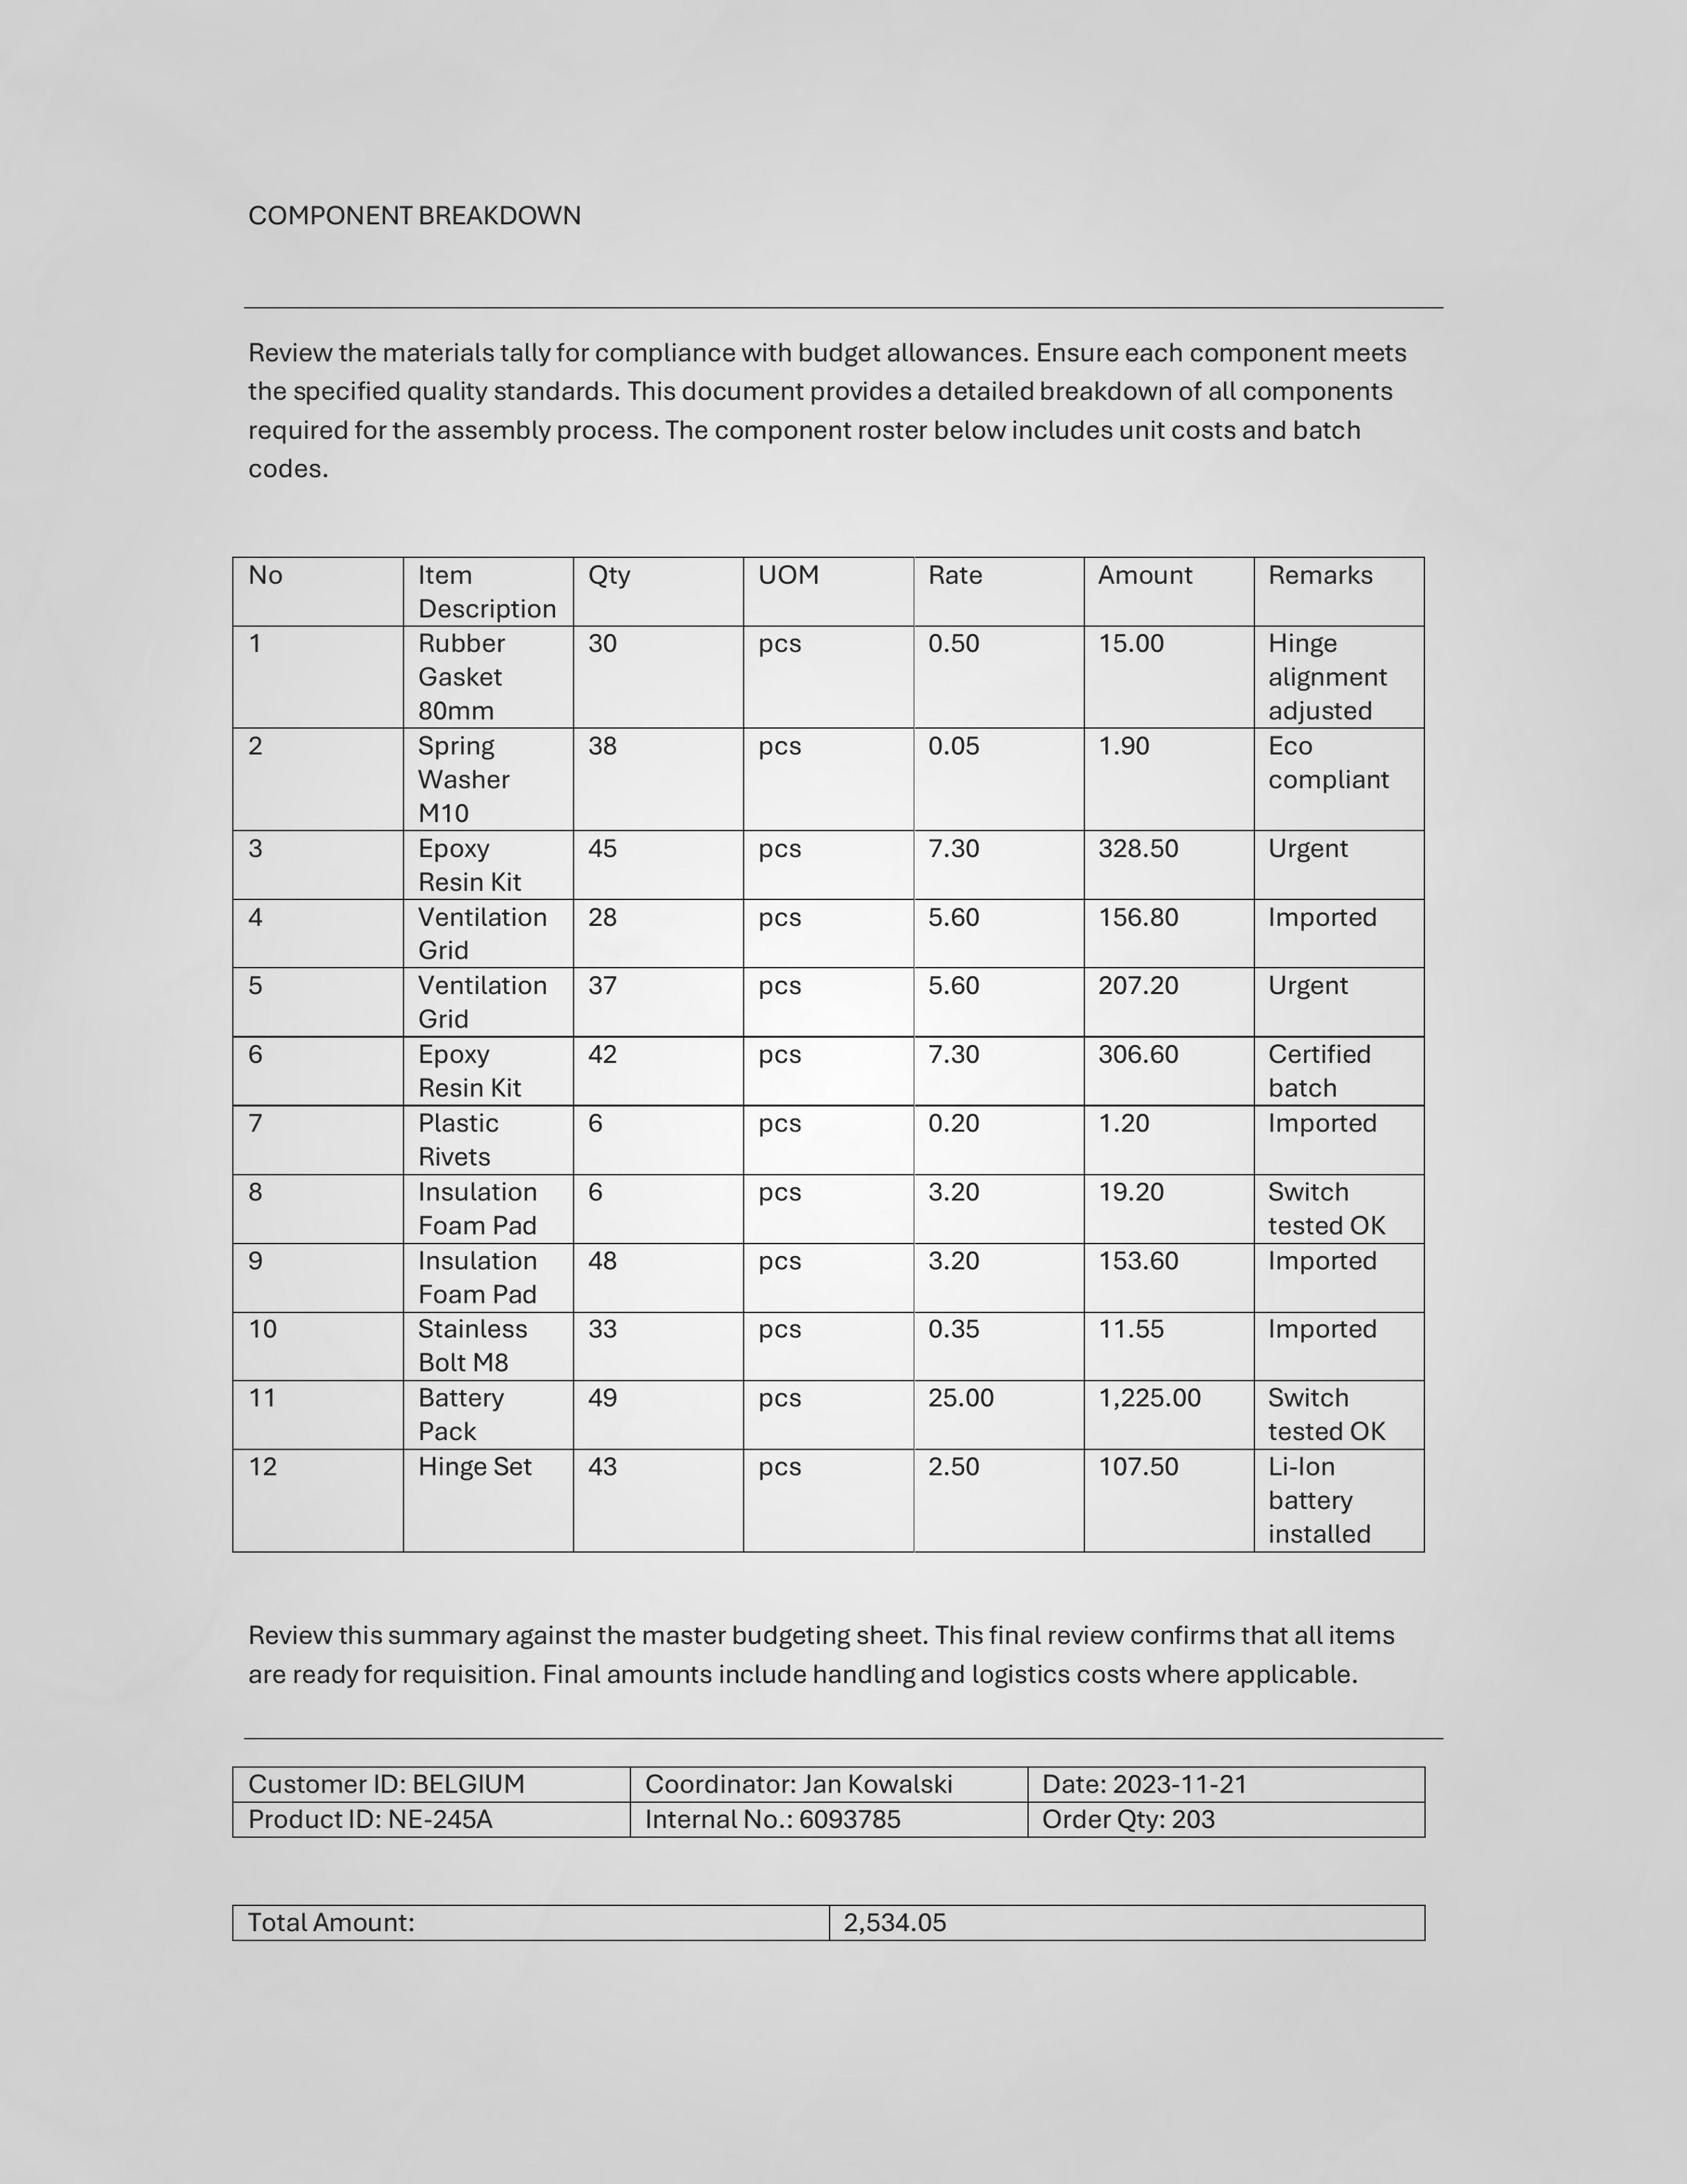 COMPONENT BREAKDOWN
Review the materials tally for compliance with budget allowances. Ensure each component meets
the specified quality standards. This document provides a detailed breakdown of all components
required for the assembly process. The component roster below includes unit costs and batch
codes.
No Item Description Qty UOM Rate Amount Remarks
1 Rubber Gasket 80mm 30 pcs 0.50 15.00 Hinge alignment adjusted
2 Spring Washer M10 38 pcs 0.05 1.90 Eco compliant
3 Epoxy Resin Kit 45 pcs 7.30 328.50 Urgent
4 Ventilation Grid 28 pcs 5.60 156.80 Imported
5 Ventilation Grid 37 pcs 5.60 207.20 Urgent
6 Epoxy Resin Kit 42 pcs 7.30 306.60 Certified batch
7 Plastic Rivets 6 pcs 0.20 1.20 Imported
8 Insulation Foam Pad 6 pcs 3.20 19.20 Switch tested OK
9 Insulation Foam Pad 48 pcs 3.20 153.60 Imported
10 Stainless Bolt M8 33 pcs 0.35 11.55 Imported
11 Battery Pack 49 pcs 25.00 1,225.00 Switch tested OK
12 Hinge Set 43 pcs 2.50 107.50 Li-Ion battery installed
Review this summary against the master budgeting sheet. This final review confirms that all items
are ready for requisition. Final amounts include handling and logistics costs where applicable.
Customer ID: BELGIUM Coordinator: Jan Kowalski Date: 2023-11-21
Product ID: NE-245A Internal No.: 6093785 Order Qty: 203
Total Amount: 2,534.05